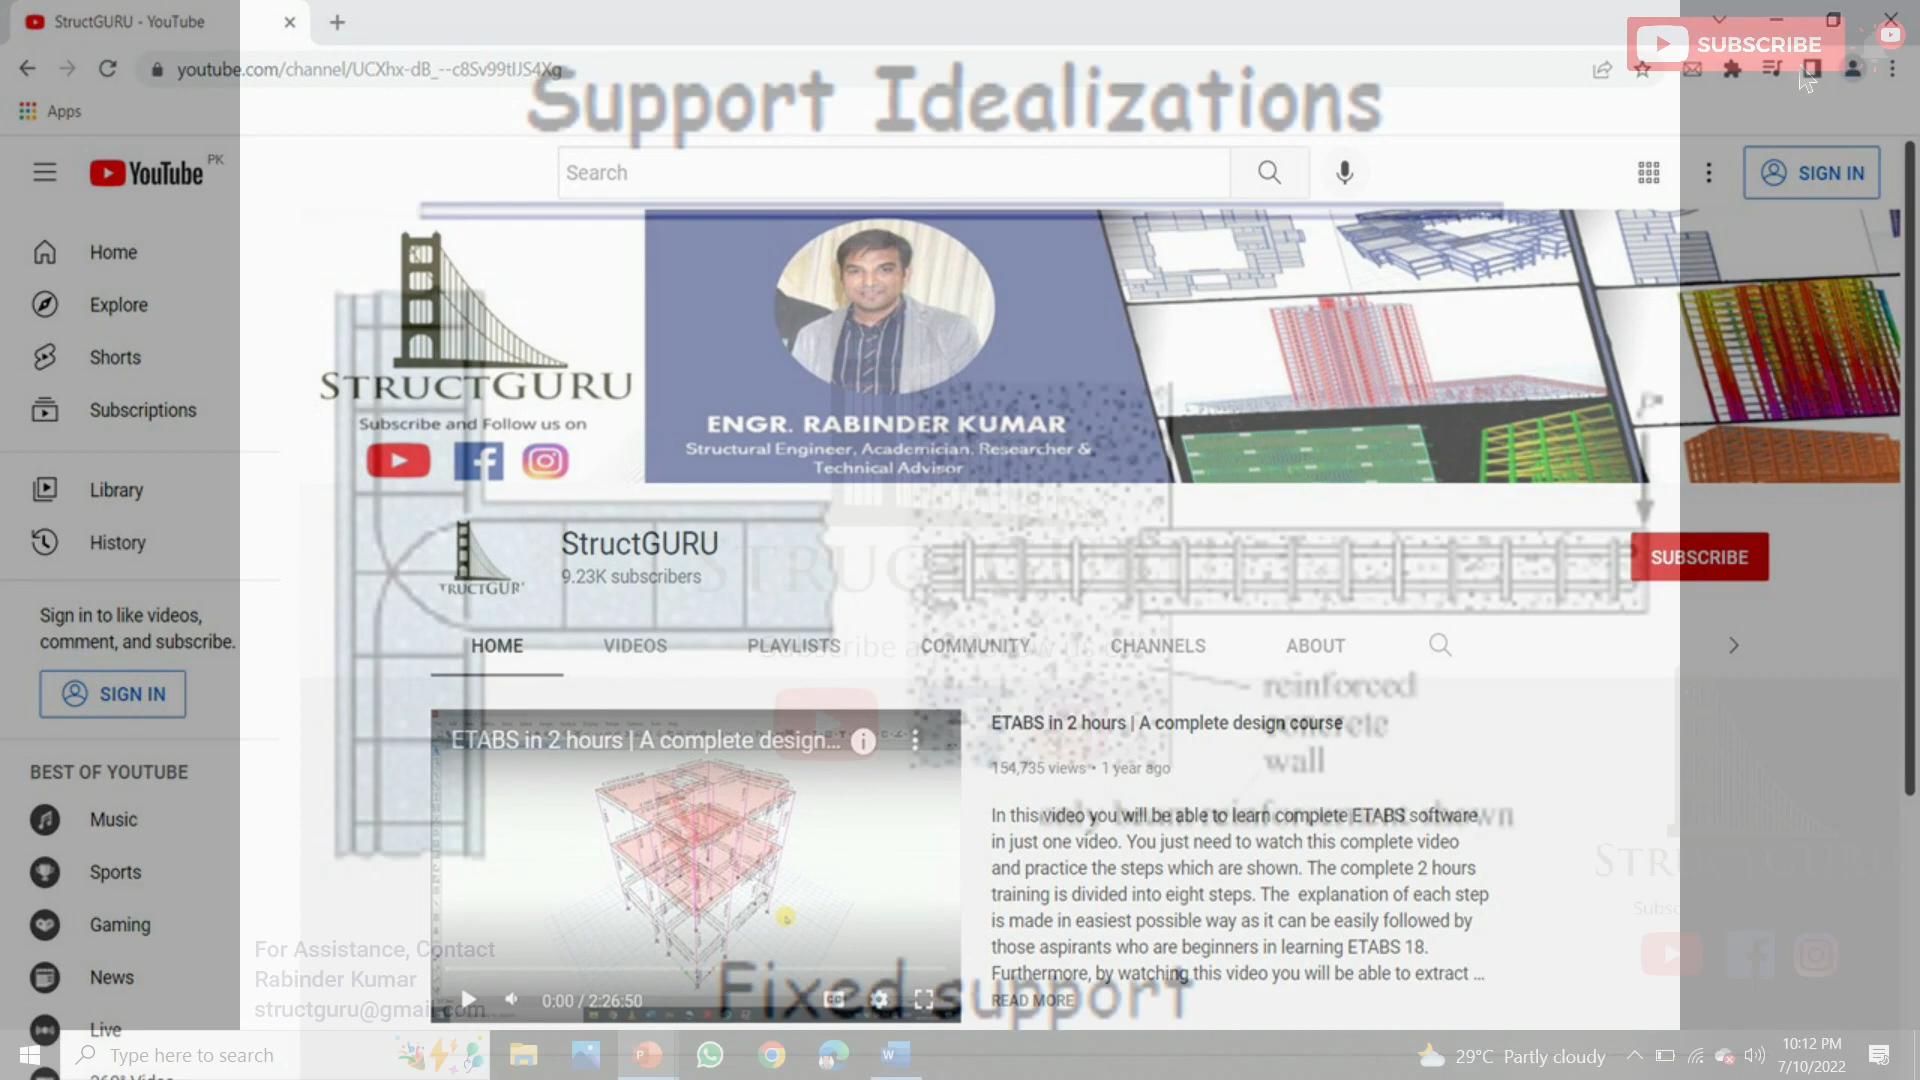 StructGURU - YouTube
SUBSCRIBE
youtube.com/channel/UCXhx-dB_--c8Sv99tIJS4Xg
Support Idealizations
Apps
YouTube PK
Search
SIGN IN
Home
Explore
Shorts
Subscriptions
Library
History
Sign in to like videos,
comment, and subscribe.
SIGN IN
BEST OF YOUTUBE
Music
Sports
Gaming
News
Live
STRUCTGURU
Subscribe and Follow us on
ENGR. RABINDER KUMAR
Structural Engineer, Academician, Researcher &
Technical Advisor
P
StructGURU
9.23K subscribers
SUBSCRIBE
HOME
VIDEOS
PLAYLISTS
COMMUNITY
CHANNELS
ABOUT
reinforced
concrete
wall
only beam reinforcement shown
ETABS in 2 hours | A complete design...
0:00 / 2:26:50
ETABS in 2 hours | A complete design course
154,735 views • 1 year ago
In this video you will be able to learn complete ETABS software
in just one video. You just need to watch this complete video
and practice the steps which are shown. The complete 2 hours
training is divided into eight steps. The explanation of each step
is made in easiest possible way as it can be easily followed by
those aspirants who are beginners in learning ETABS 18.
Furthermore, by watching this video you will be able to extract ...
READ MORE
Fixed support
For Assistance, Contact
Rabinder Kumar
structguru@gmail.com
Type here to search
29°C Partly cloudy
10:12 PM
7/10/2022